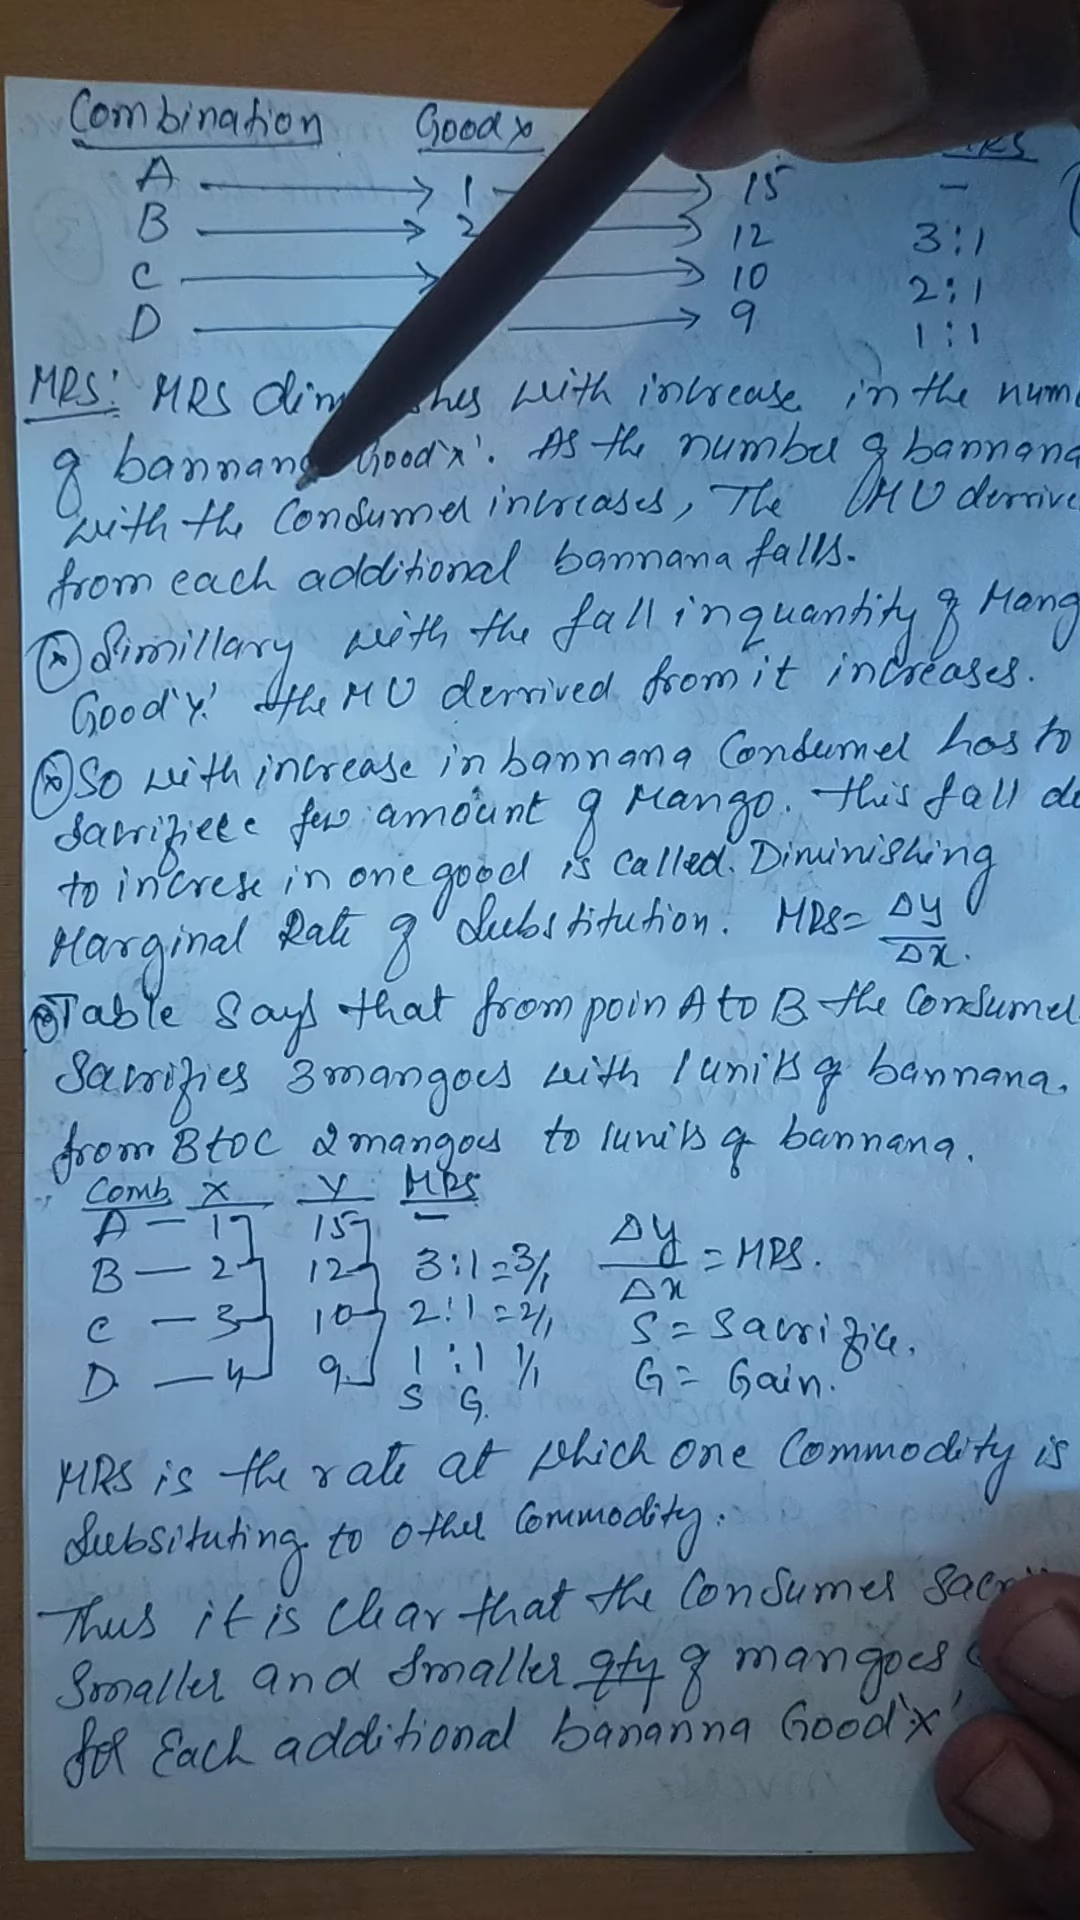 Combination Good x
A → 1 → 15 -
B → 2 → 12 3:1
C → → 10 2:1
D → 9 1:1
MRS: MRS with increase in the
of bannana Good 'x'. As the number of bannana
with the Consumer increases, The MU
from each additional bannana falls.
Simillary with the fall in quantity of
Good 'Y' the MU derrived from it increases.
So with increase in bannana Consumer has to
few amount of Mango. this fall
to increse in one good is Called. Diminishing
Marginal Rate of Substitution. MRS = Δy/Δx.
Table Says that from poin A to B the Consumer
Sacrifies 3 mangoes with 1 units of bannana.
from B to C 2 mangoes to 1 units of bannana.
Comb X Y MRS
A — 1 15 —
B — 2 12 3:1 = 3/1 Δy/Δx = MRS.
C — 3 10 2:1 = 2/1 S = Sacrifice.
D — 4 9 1:1 1/1 G = Gain.
S G.
MRS is the rate at which one Commodity is
Subsituting to other Commodity.
Thus it is Clear that the Consumer
Smaller and Smaller qty of mangoes
for Each additional bananna Good 'x'